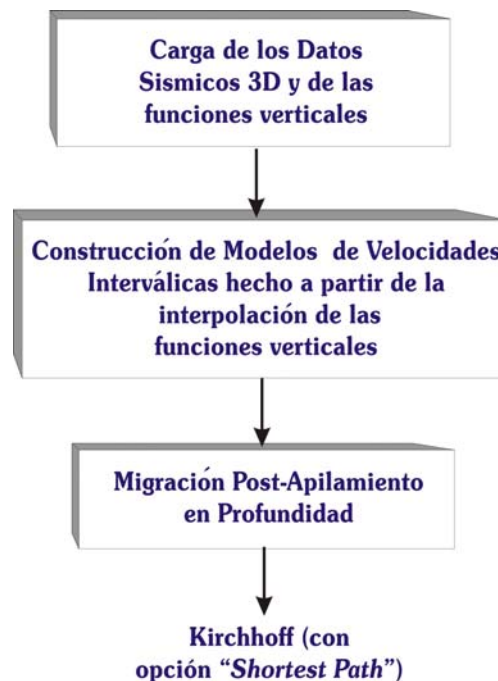 Carga de los Datos
Sismicos 3D y de las
funciones verticales
Construcción de Modelos de Velocidades
Interválicas hecho a partir de la
interpolación de las
funciones verticales
Migración Post-Apilamiento
en Profundidad
Kirchhoff (con
opción “Shortest Path”)